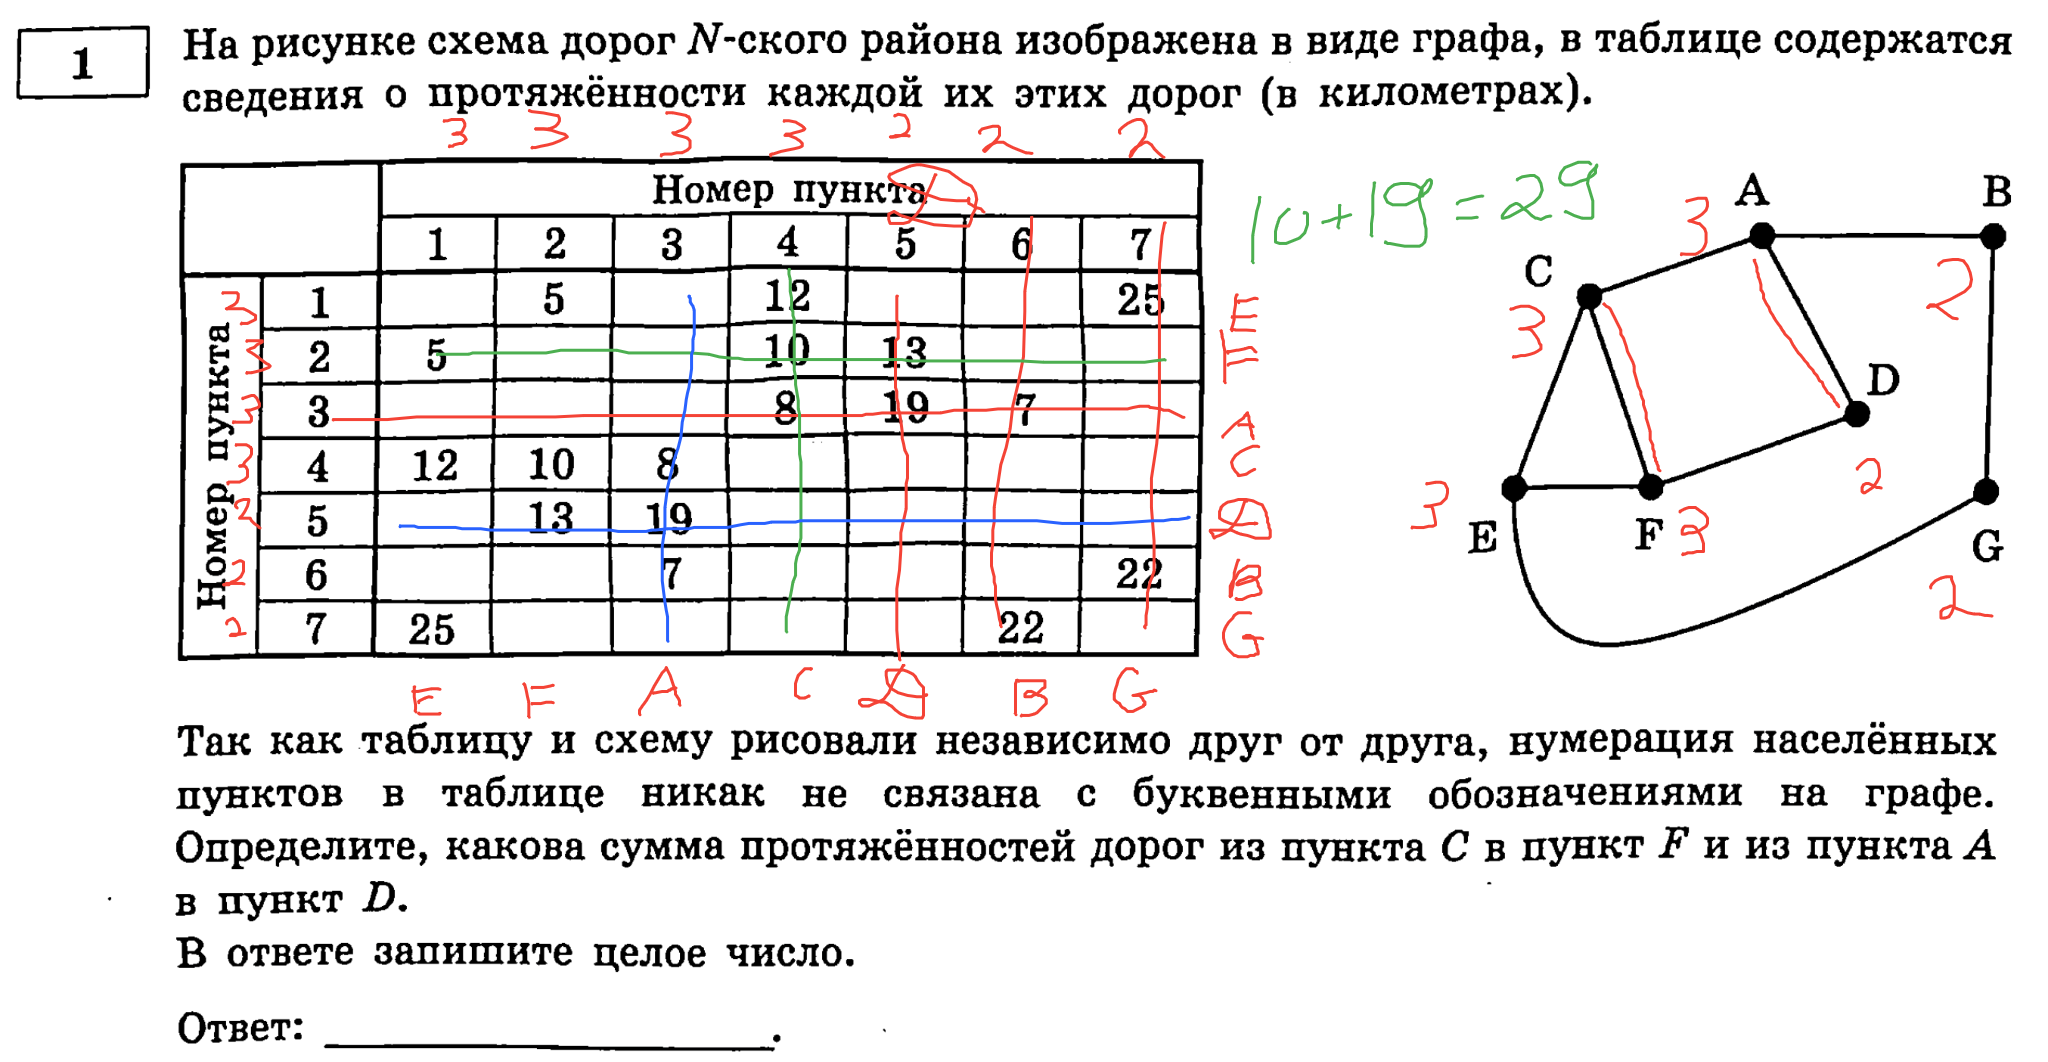 1
На рисунке схема дорог N-ского района изображена в виде графа, в таблице содержатся
сведения о протяжённости каждой их этих дорог (в километрах).
3 3 3 3 2 2 2
Номер пункта D
1 2 3 4 5 6 7
Номер пункта
3 1 5 12 25 E
3 2 5 10 13 F
3 3 8 19 7 A
3 4 12 10 8 C
2 5 13 19 D
2 6 7 22 B
2 7 25 22 G
E F A C D B G
10+19=29
A 3
B 2
C 3
D 2
E 3
F 3
G 2
Так как таблицу и схему рисовали независимо друг от друга, нумерация населённых
пунктов в таблице никак не связана с буквенными обозначениями на графе.
Определите, какова сумма протяжённостей дорог из пункта C в пункт F и из пункта A
в пункт D.
В ответе запишите целое число.
Ответ: .